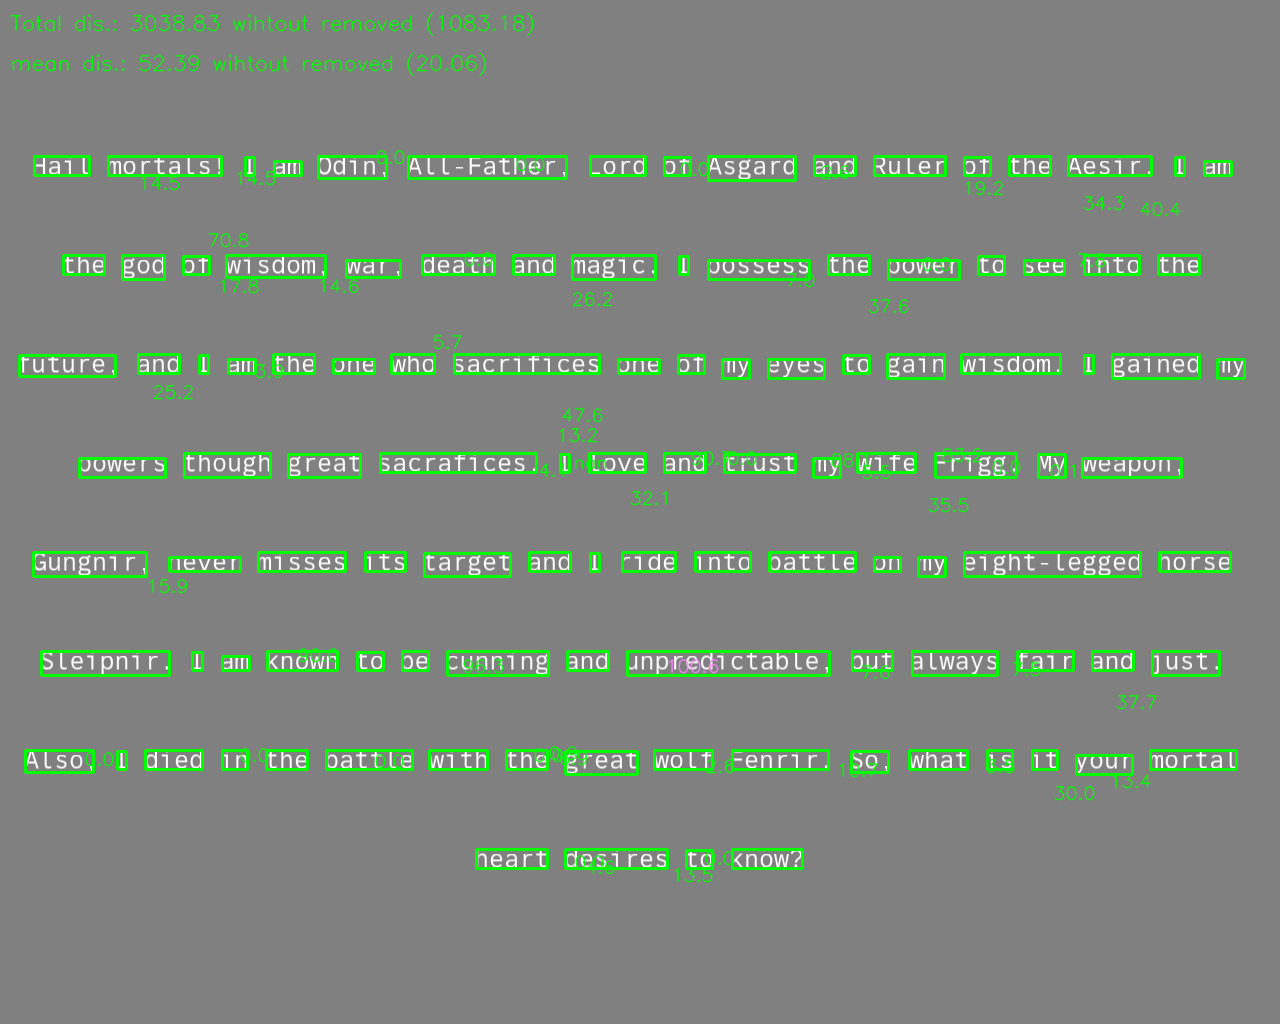 Total dis.: 3038.83 wihtout removed (1083.18)
mean dis.: 52.39 wihtout removed (20.06)
Hail mortals! I am Odin, All-Father, Lord of Asgard and Ruler of the Aesir. I am
14.5 14.5 0.0 19.2 34.3 40.4
the god of wisdom, war, death and magic. I possess the power to see into the
70.8 17.8 14.6 26.2 37.6
future, and I am the one who sacrifices one of my eyes to gain wisdom. I gained my
25.2 5.7 47.6
13.2
powers though great sacrafices. I love and trust my wife Frigg. My weapon,
32.1 35.5
Gungnir, never misses its target and I ride into battle on my eight-legged horse
15.9
Sleipnir. I am known to be cunning and unpredictable, but always fair and just.
100.6 37.7
Also, I died in the battle with the great wolf Fenrir. So, what is it your mortal
30.0 13.4
heart desires to know?
13.5